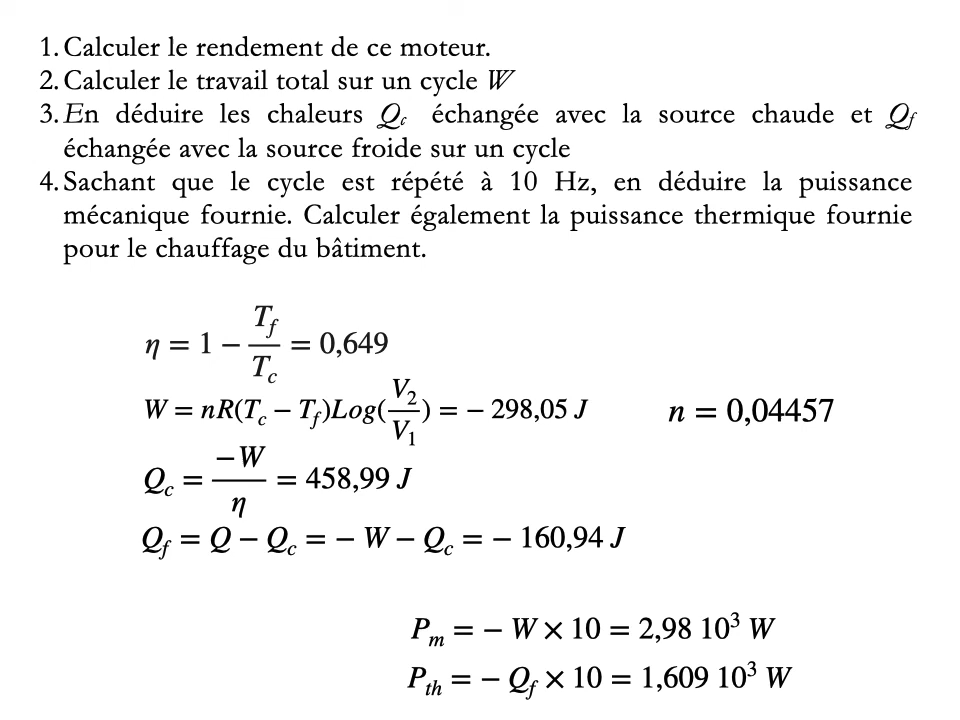 1. Calculer le rendement de ce moteur.
2. Calculer le travail total sur un cycle W
3. En déduire les chaleurs Q_c échangée avec la source chaude et Q_f
échangée avec la source froide sur un cycle
4. Sachant que le cycle est répété à 10 Hz, en déduire la puissance
mécanique fournie. Calculer également la puissance thermique fournie
pour le chauffage du bâtiment.
η = 1 − T_f/T_c = 0,649
W = nR(T_c − T_f)Log(V_2/V_1) = − 298,05 J n = 0,04457
Q_c = −W/η = 458,99 J
Q_f = Q − Q_c = − W − Q_c = − 160,94 J
P_m = − W × 10 = 2,98 10³ W
P_th = − Q_f × 10 = 1,609 10³ W